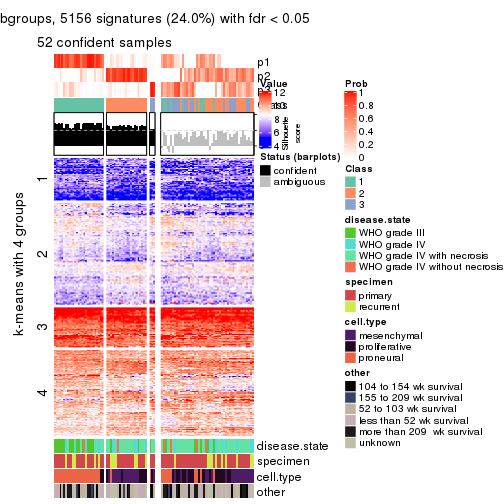 bgroups, 5156 signatures (24.0%) with fdr < 0.05
52 confident samples
p1
p2
p3
Value
12
10
8
6
4
Silhouette
score
Status (barplots)
confident
ambiguous
Prob
1
0.8
0.6
0.4
0.2
0
Class
1
2
3
disease.state
WHO grade III
WHO grade IV
WHO grade IV with necrosis
WHO grade IV without necrosis
specimen
primary
recurrent
cell.type
mesenchymal
proliferative
proneural
other
104 to 154 wk survival
155 to 209 wk survival
52 to 103 wk survival
less than 52 wk survival
more than 209 wk survival
unknown
k-means with 4 groups
1
2
3
4
disease.state
specimen
cell.type
other